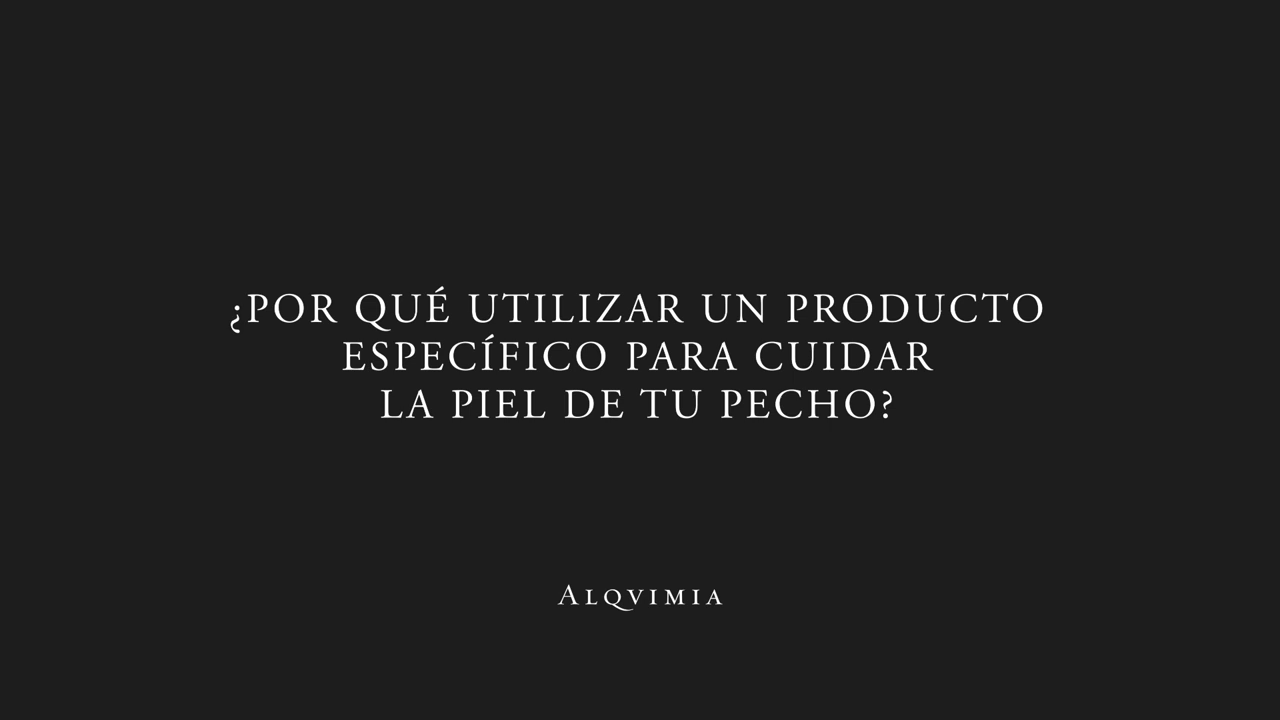 ¿POR QUÉ UTILIZAR UN PRODUCTO
ESPECÍFICO PARA CUIDAR
LA PIEL DE TU PECHO?
ALQVIMIA